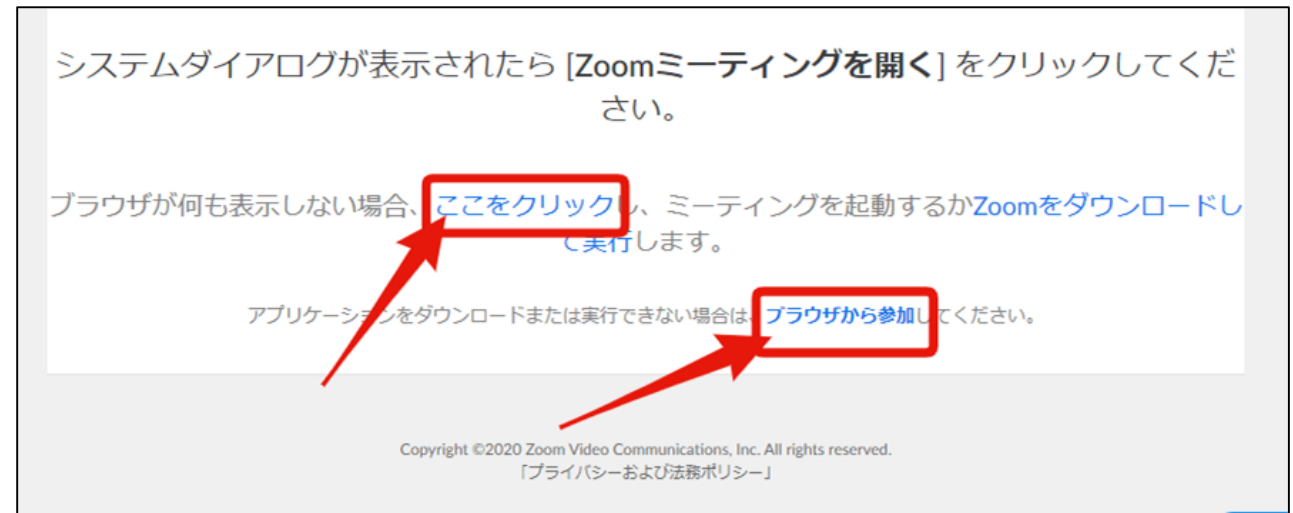 システムダイアログが表示されたら [Zoomミーティングを開く] をクリックしてくだ
さい。
ブラウザが何も表示しない場合、ここをクリックし、ミーティングを起動するかZoomをダウンロードし
て実行します。
アプリケーションをダウンロードまたは実行できない場合は、ブラウザから参加してください。
Copyright ©2020 Zoom Video Communications, Inc. All rights reserved.
「プライバシーおよび法務ポリシー」